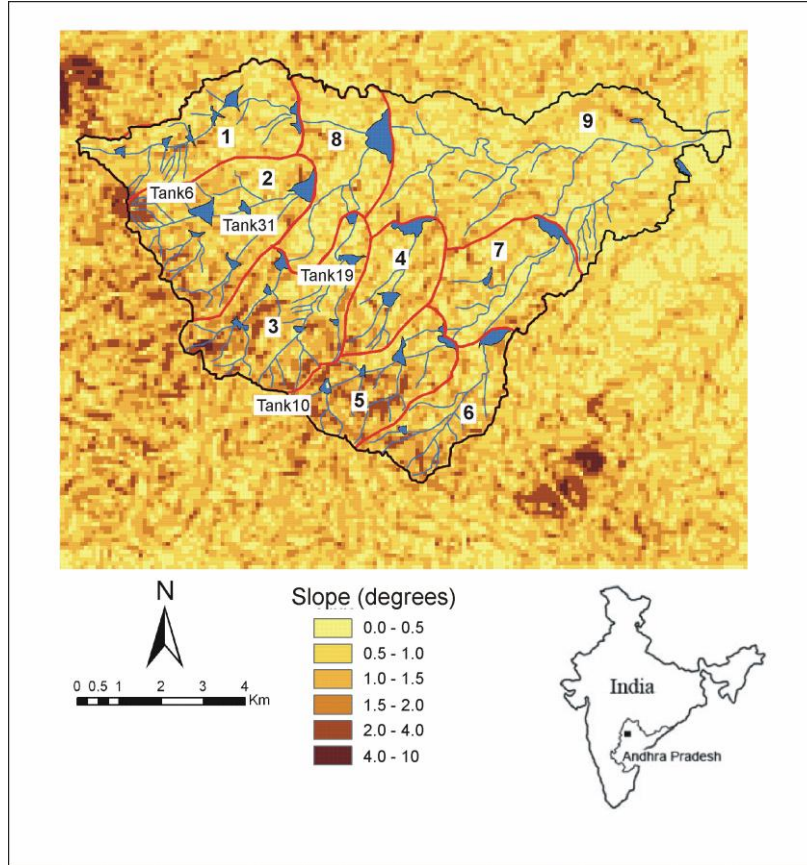 9
1
8
2
Tank6
Tank31
4
7
Tank19
3
5
Tank10
6
N
0 0.5 1 2 3 4
Km
Slope (degrees)
0.0 - 0.5
0.5 - 1.0
1.0 - 1.5
1.5 - 2.0
2.0 - 4.0
4.0 - 10
India
Andhra Pradesh